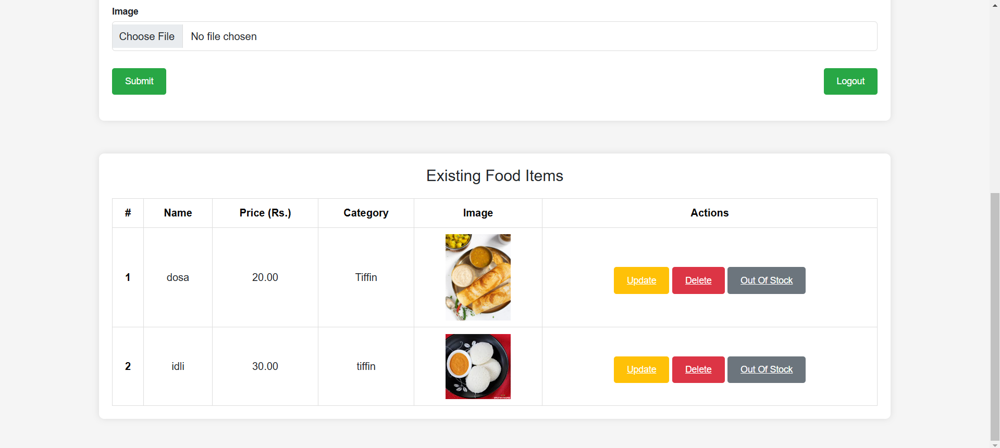 Image
Choose File No file chosen
Submit Logout
Existing Food Items
# Name Price (Rs.) Category Image Actions
1 dosa 20.00 Tiffin Update Delete Out Of Stock
2 idli 30.00 tiffin Update Delete Out Of Stock